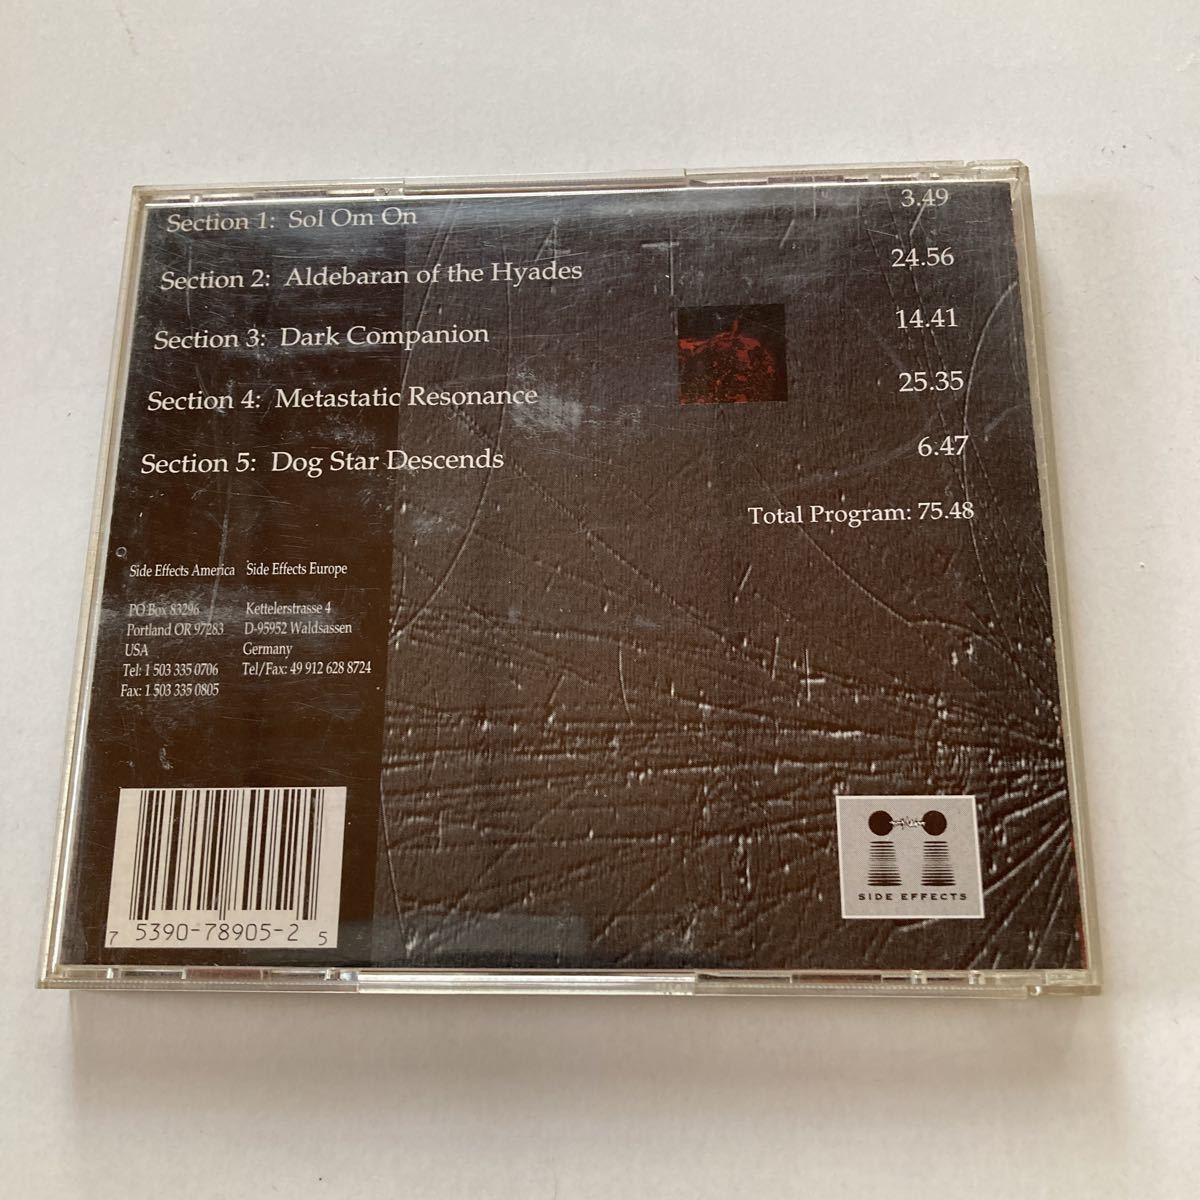 Section 1: Sol Om On 3.49
Section 2: Aldebaran of the Hyades 24.56
Section 3: Dark Companion 14.41
Section 4: Metastatic Resonance 25.35
Section 5: Dog Star Descends 6.47
Total Program: 75.48
Side Effects America
PO Box 83296
Portland OR 97283
USA
Tel: 1 503 335 0706
Fax: 1 503 335 0805
Side Effects Europe
Kettelerstrasse 4
D-95952 Waldsassen
Germany
Tel/Fax: 49 912 628 8724
7 5390-78905-2 5
SIDE EFFECTS